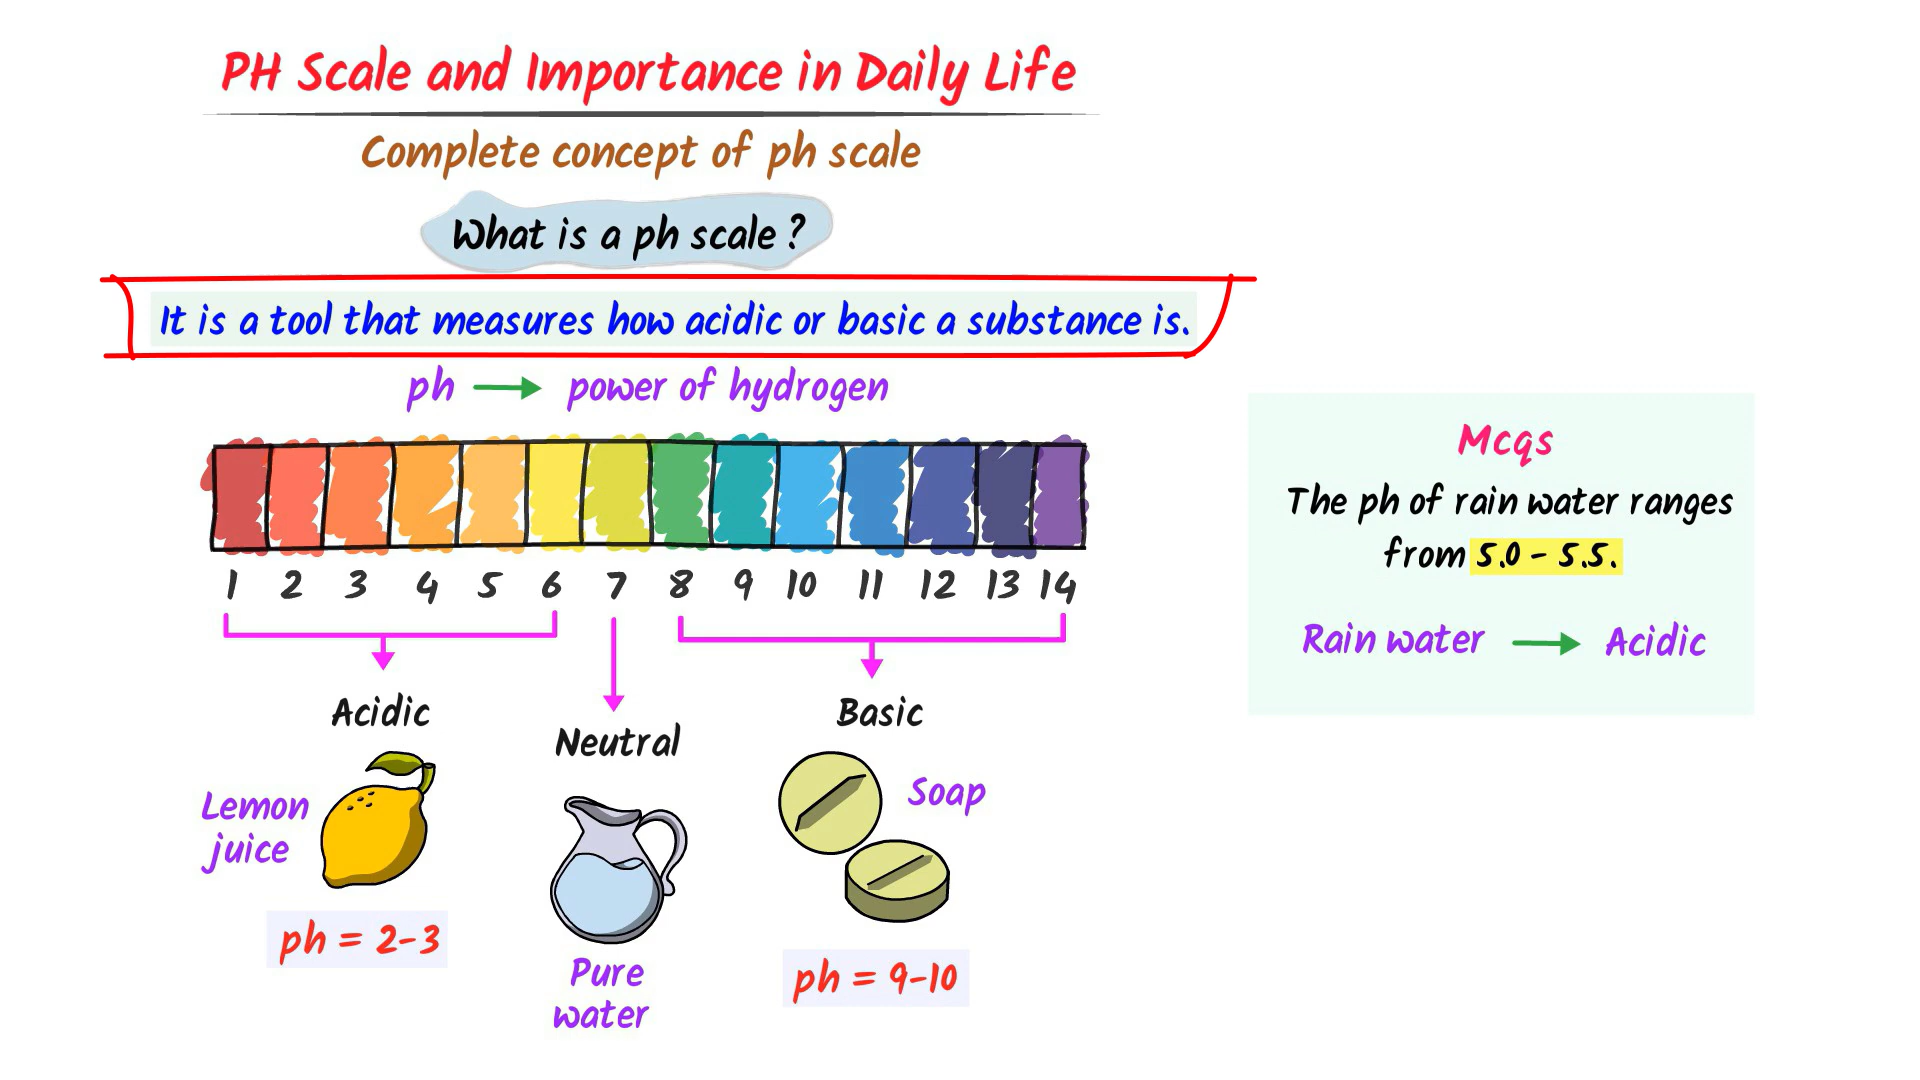 PH Scale and Importance in Daily Life
Complete concept of ph scale
What is a ph scale ?
It is a tool that measures how acidic or basic a substance is.
ph → power of hydrogen
1 2 3 4 5 6 7 8 9 10 11 12 13 14
Acidic
Neutral
Basic
Lemon
juice
Soap
ph = 2-3
Pure
water
ph = 9-10
Mcqs
The ph of rain water ranges
from 5.0 - 5.5.
Rain water → Acidic